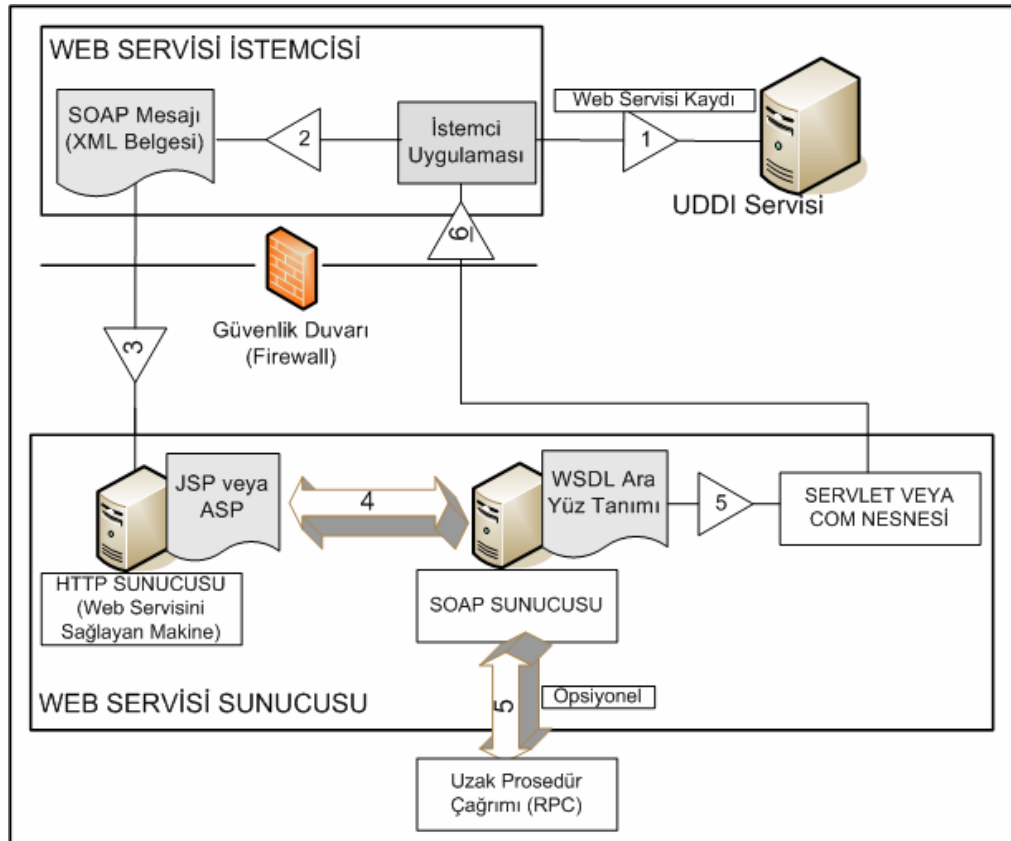 WEB SERVİSİ İSTEMCİSİ
SOAP Mesajı
(XML Belgesi)
2
İstemci
Uygulaması
Web Servisi Kaydı
1
UDDI Servisi
6
Güvenlik Duvarı
(Firewall)
3
JSP veya
ASP
4
WSDL Ara
Yüz Tanımı
5
SERVLET VEYA
COM NESNESİ
HTTP SUNUCUSU
(Web Servisini
Sağlayan Makine)
SOAP SUNUCUSU
WEB SERVİSİ SUNUCUSU
5
Opsiyonel
Uzak Prosedür
Çağrımı (RPC)